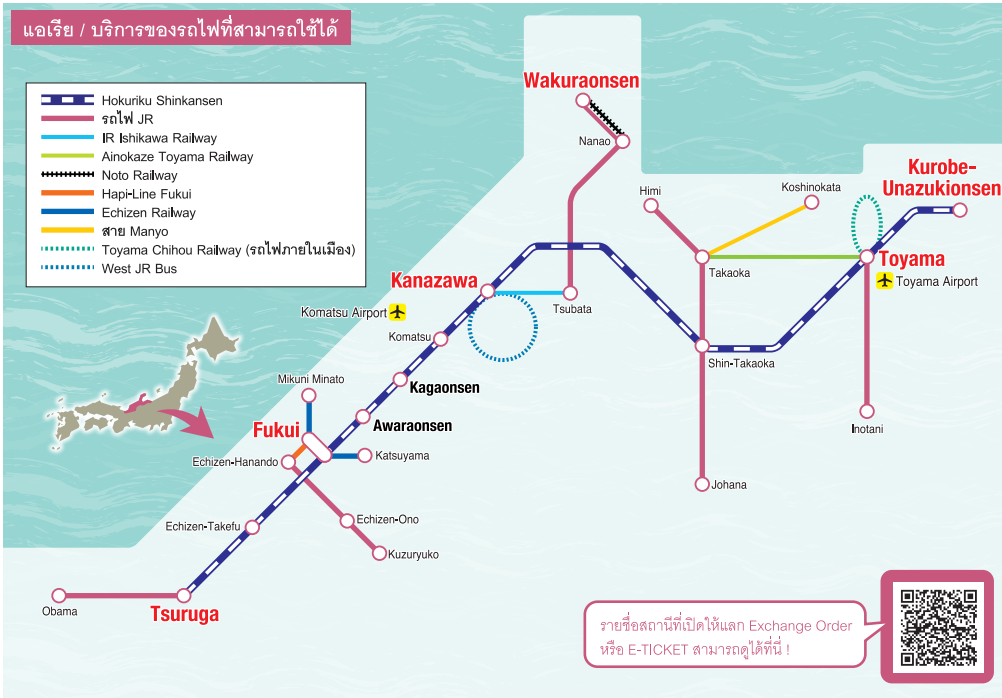 แอเรีย / บริการของรถไฟที่สามารถใช้ได้
Hokuriku Shinkansen
รถไฟ JR
IR Ishikawa Railway
Ainokaze Toyama Railway
Noto Railway
Hapi-Line Fukui
Echizen Railway
สาย Manyo
Toyama Chihou Railway (รถไฟภายในเมือง)
West JR Bus
Wakuraonsen
Nanao
Kurobe-
Unazukionsen
Himi
Koshinokata
Takaoka
Toyama
Toyama Airport
Kanazawa
Tsubata
Komatsu Airport
Komatsu
Shin-Takaoka
Kagaonsen
Mikuni Minato
Awaraonsen
Inotani
Fukui
Katsuyama
Echizen-Hanando
Johana
Echizen-Takefu
Echizen-Ono
Kuzuryuko
Obama
Tsuruga
รายชื่อสถานีที่เปิดให้แลก Exchange Order
หรือ E-TICKET สามารถดูได้ที่นี่ !